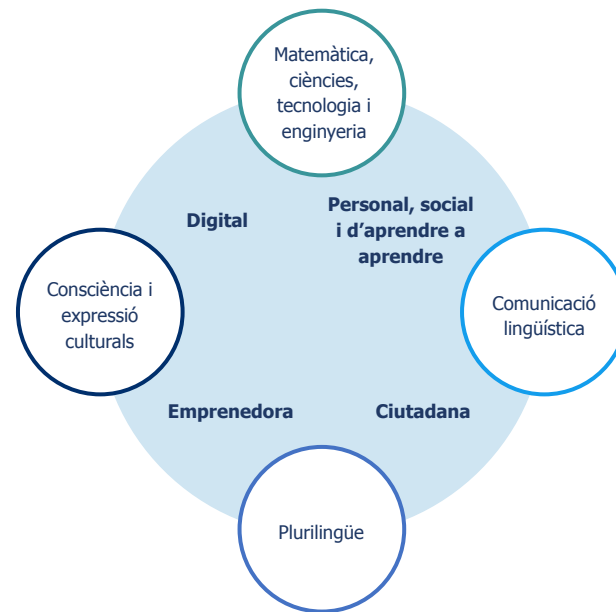 Matemàtica,
ciències,
tecnologia i
enginyeria
Digital
Personal, social
i d’aprendre a
aprendre
Consciència i
expressió
culturals
Comunicació
lingüística
Emprenedora
Ciutadana
Plurilingüe